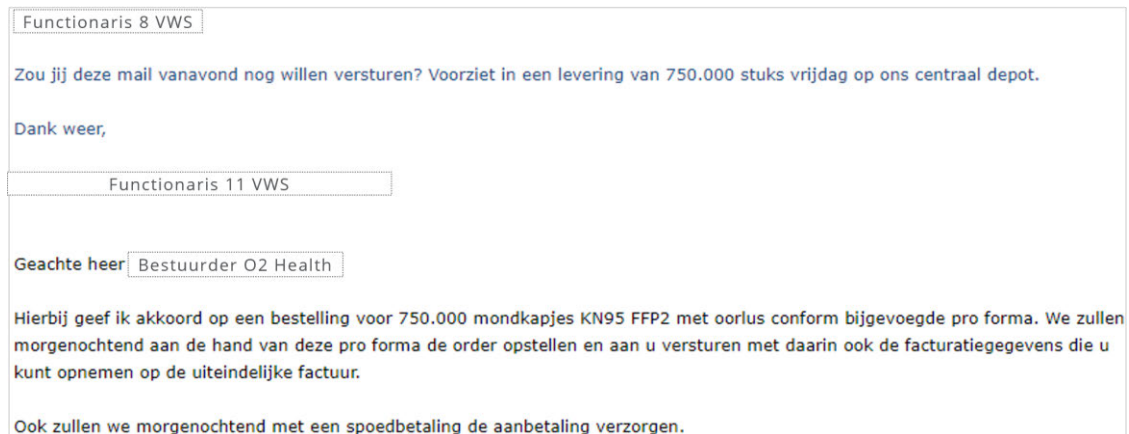 Functionaris 8 VWS
Zou jij deze mail vanavond nog willen versturen? Voorziet in een levering van 750.000 stuks vrijdag op ons centraal depot.
Dank weer,
Functionaris 11 VWS
Geachte heer Bestuurder O2 Health
Hierbij geef ik akkoord op een bestelling voor 750.000 mondkapjes KN95 FFP2 met oorlus conform bijgevoegde pro forma. We zullen
morgenochtend aan de hand van deze pro forma de order opstellen en aan u versturen met daarin ook de facturatiegegevens die u
kunt opnemen op de uiteindelijke factuur.
Ook zullen we morgenochtend met een spoedbetaling de aanbetaling verzorgen.